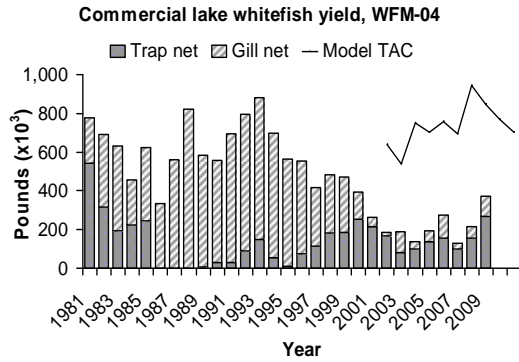 Commercial lake whitefish yield, WFM-04
Trap net Gill net Model TAC
1,000
800
600
400
200
0
Pounds (x10³)
1981 1983 1985 1987 1989 1991 1993 1995 1997 1999 2001 2003 2005 2007 2009
Year